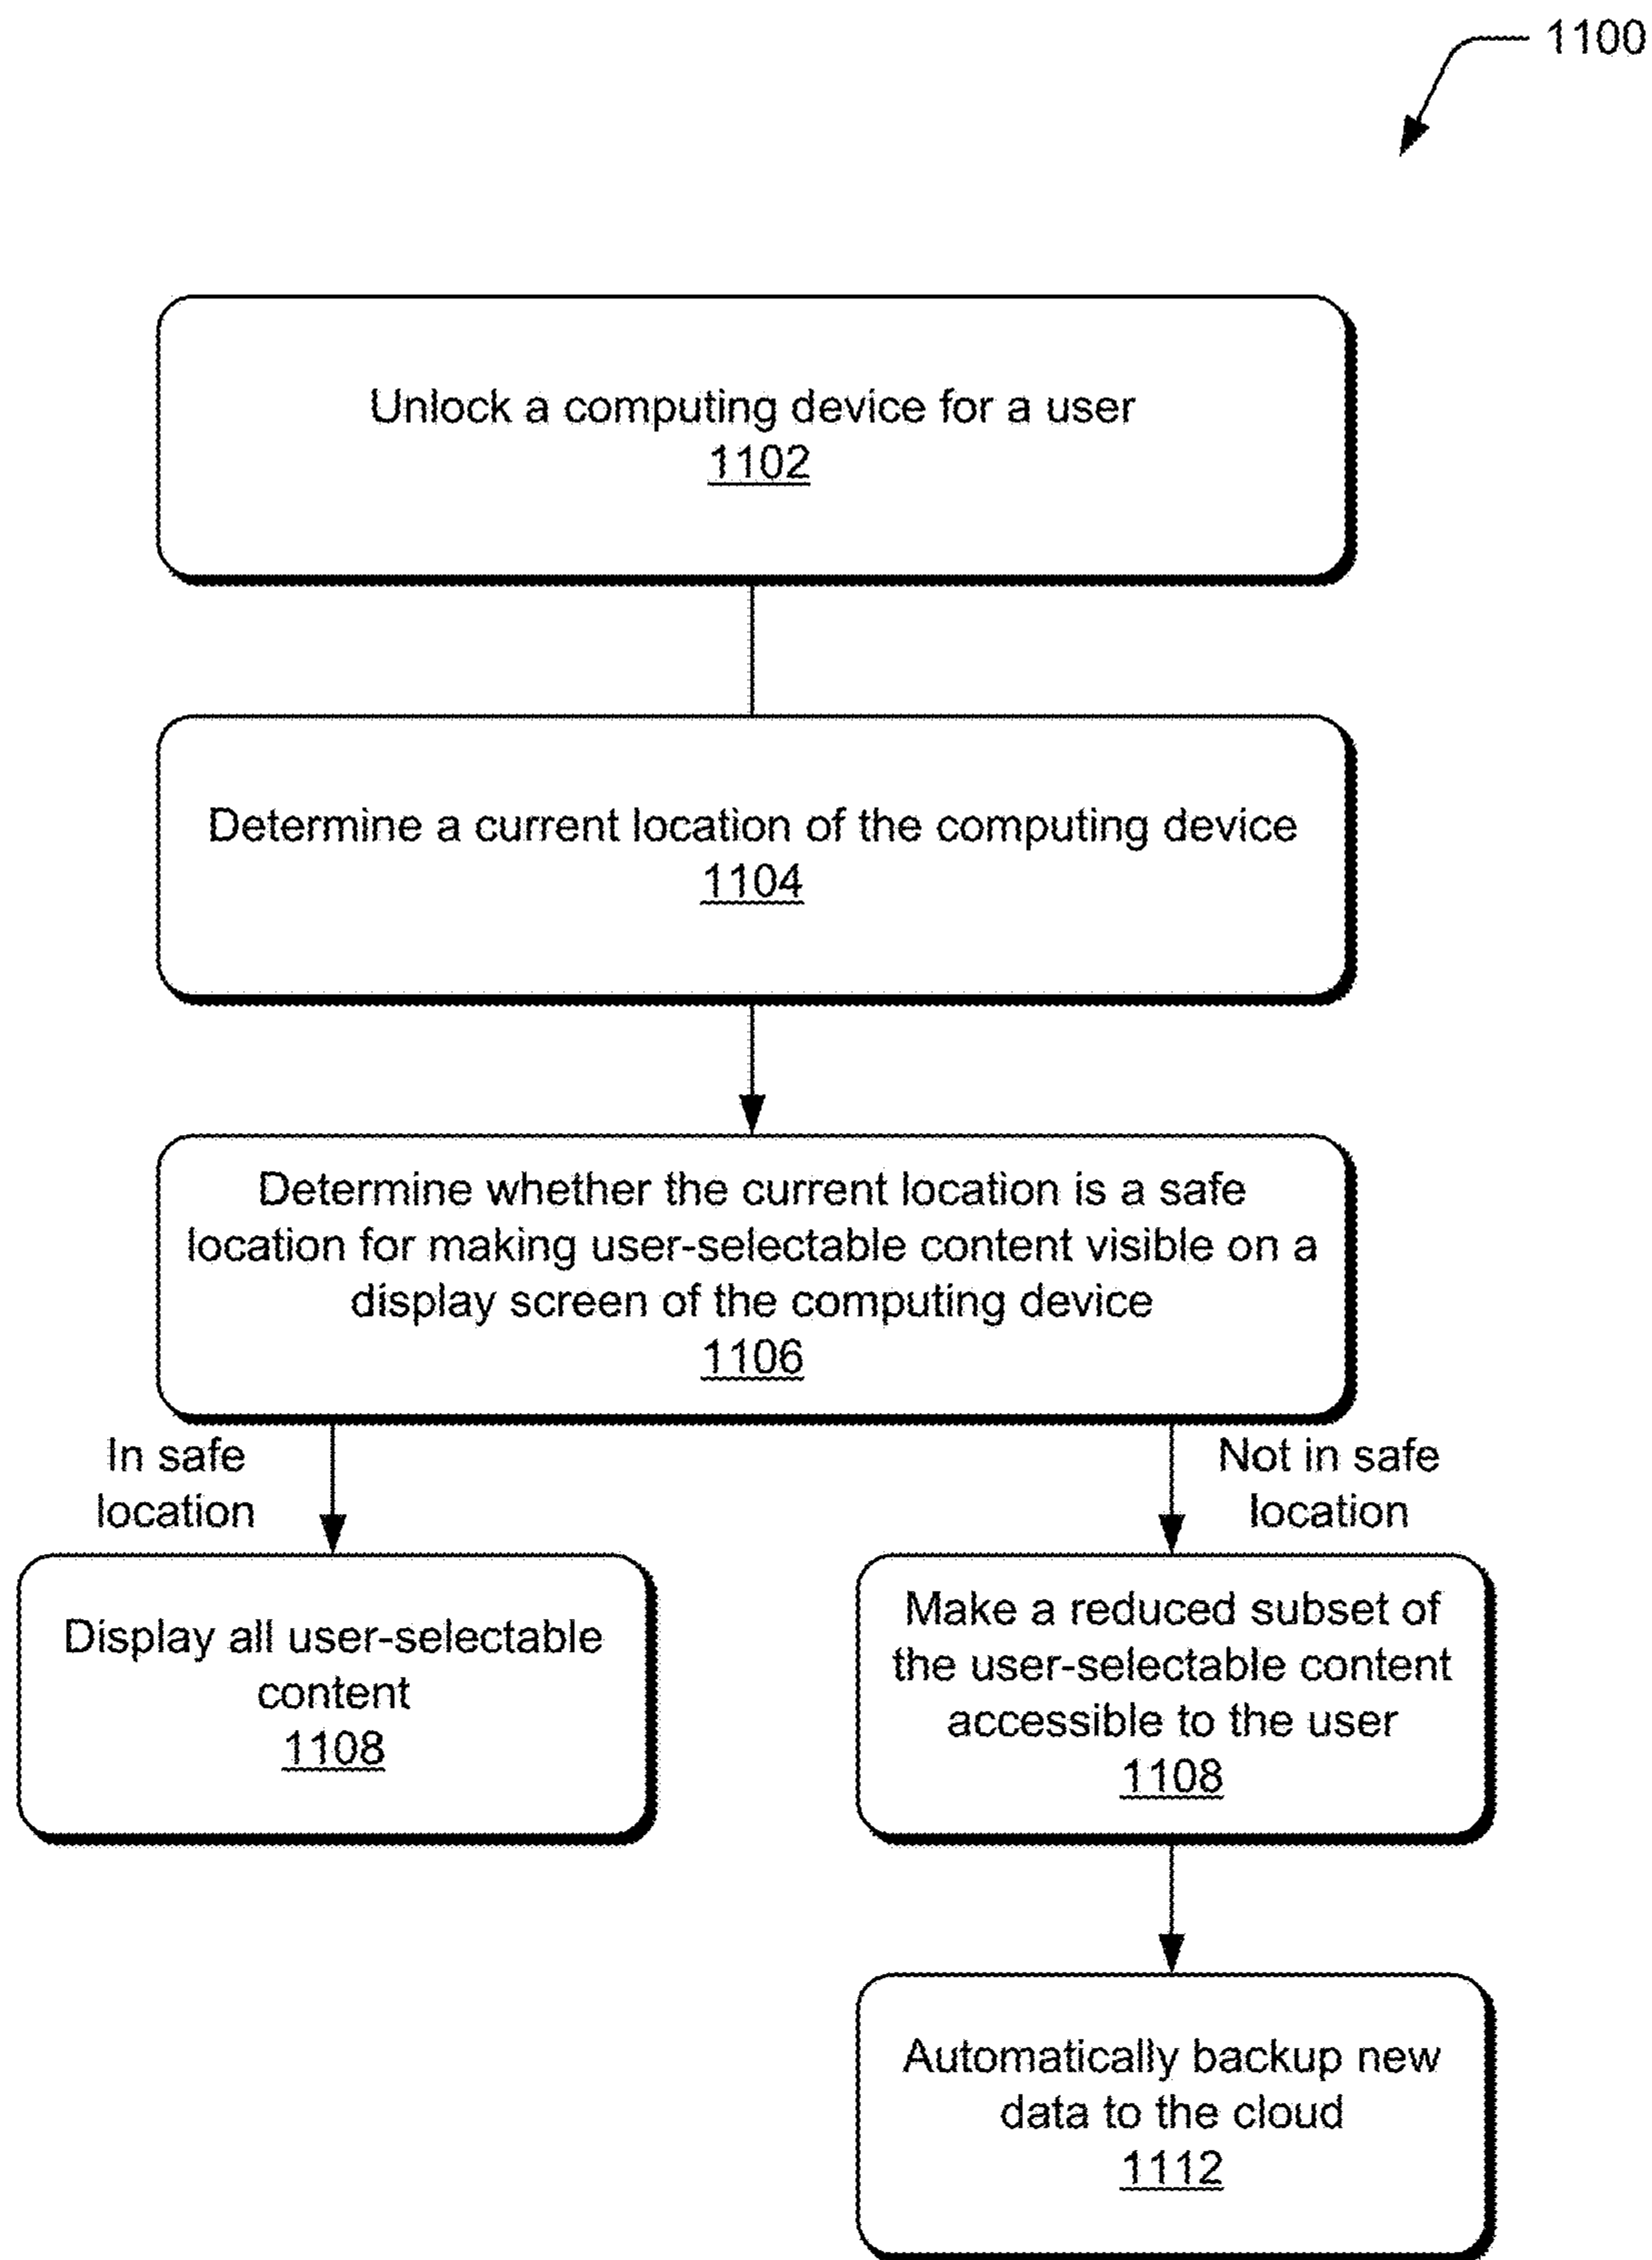 1100
Unlock a computing device for a user
1102
Determine a current location of the computing device
1104
Determine whether the current location is a safe
location for making user-selectable content visible on a
display screen of the computing device
1106
In safe
location
Not in safe
location
Display all user-selectable
content
1108
Make a reduced subset of
the user-selectable content
accessible to the user
1108
Automatically backup new
data to the cloud
1112